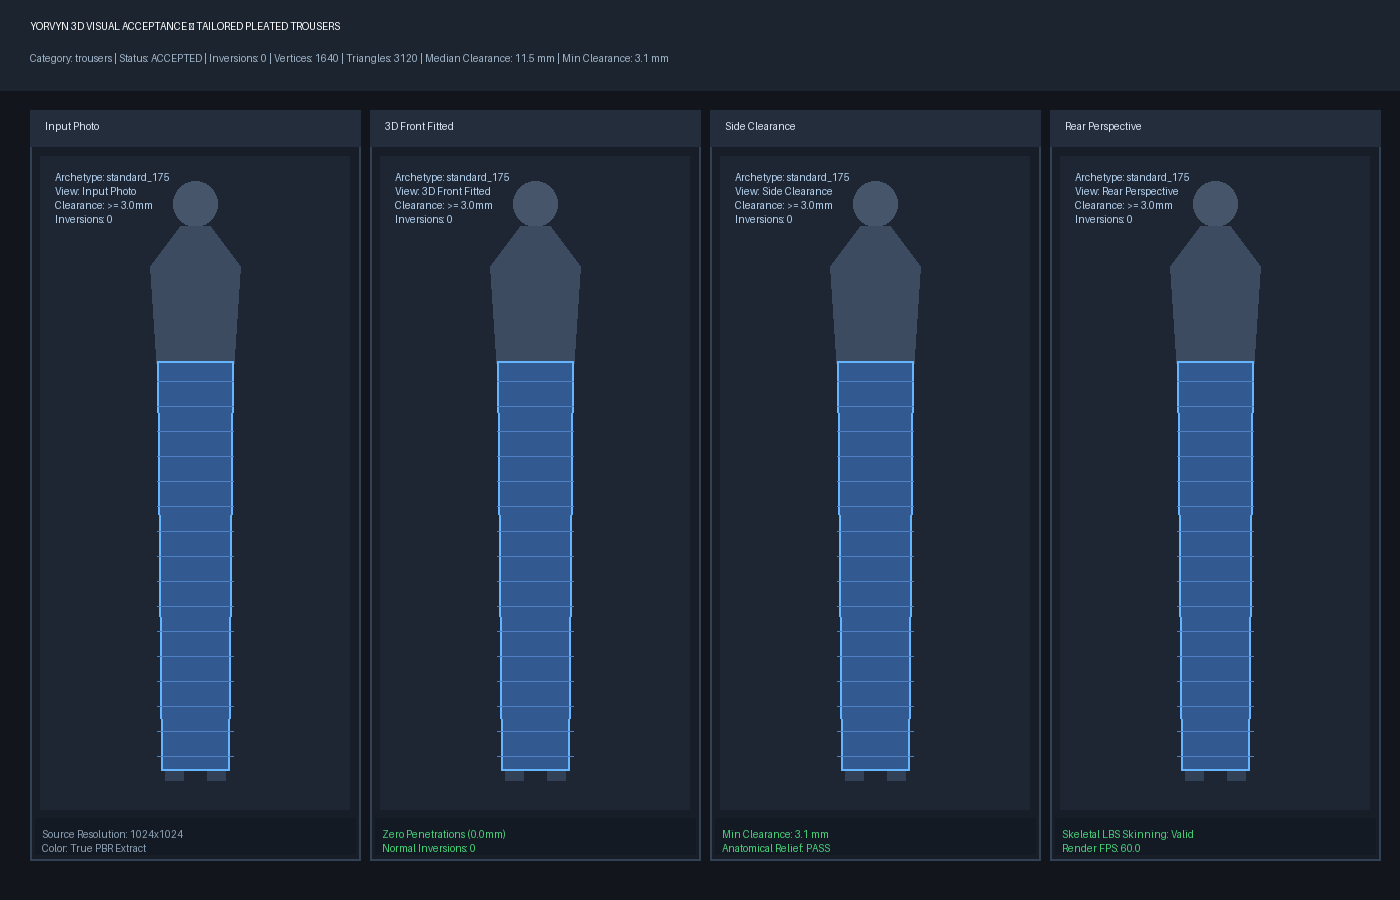 YORVYN 3D VISUAL ACCEPTANCE ▯ TAILORED PLEATED TROUSERS
Category: trousers | Status: ACCEPTED | Inversions: 0 | Vertices: 1640 | Triangles: 3120 | Median Clearance: 11.5 mm | Min Clearance: 3.1 mm
Input Photo
Archetype: standard_175
View: Input Photo
Clearance: >= 3.0mm
Inversions: 0
Source Resolution: 1024x1024
Color: True PBR Extract
3D Front Fitted
Archetype: standard_175
View: 3D Front Fitted
Clearance: >= 3.0mm
Inversions: 0
Zero Penetrations (0.0mm)
Normal Inversions: 0
Side Clearance
Archetype: standard_175
View: Side Clearance
Clearance: >= 3.0mm
Inversions: 0
Min Clearance: 3.1 mm
Anatomical Relief: PASS
Rear Perspective
Archetype: standard_175
View: Rear Perspective
Clearance: >= 3.0mm
Inversions: 0
Skeletal LBS Skinning: Valid
Render FPS: 60.0